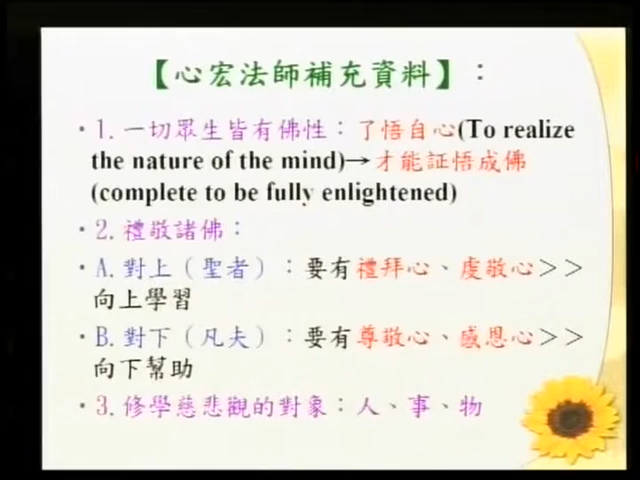 【心宏法師補充資料】：
·1.一切眾生皆有佛性：了悟自心(To realize
the nature of the mind)→才能証悟成佛
(complete to be fully enlightened)
·2.禮敬諸佛：
·A.對上（聖者）：要有禮拜心、虔敬心＞＞
向上學習
·B.對下（凡夫）：要有尊敬心、感恩心＞＞
向下幫助
·3.修學慈悲觀的對象：人、事、物